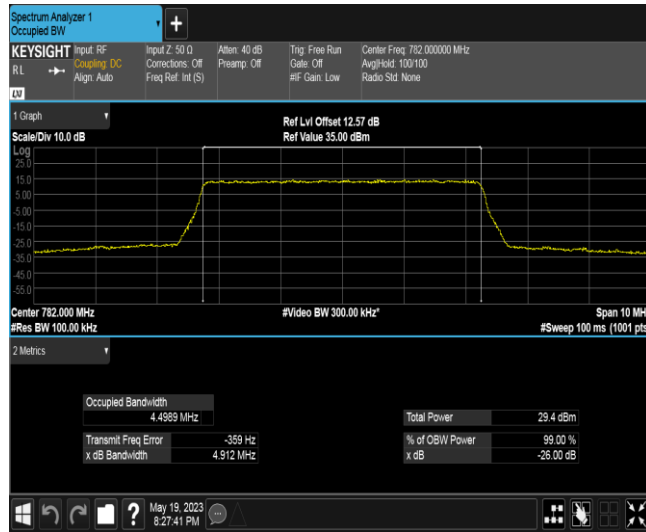 Spectrum Analyzer 1
Occupied BW
+
KEYSIGHT
RL
LXI
Input: RF
Coupling: DC
Align: Auto
Input Z: 50 Ω
Corrections: Off
Freq Ref: Int (S)
Atten: 40 dB
Preamp: Off
Trig: Free Run
Gate: Off
#IF Gain: Low
Center Freq: 782.000000 MHz
Avg|Hold: 100/100
Radio Std: None
1 Graph
Scale/Div 10.0 dB
Ref Lvl Offset 12.57 dB
Ref Value 35.00 dBm
Log
25.0
15.0
5.00
-5.00
-15.0
-25.0
-35.0
-45.0
-55.0
Center 782.000 MHz
#Video BW 300.00 kHz*
Span 10 MH
#Res BW 100.00 kHz
#Sweep 100 ms (1001 pts
2 Metrics
Occupied Bandwidth
4.4989 MHz
Transmit Freq Error -359 Hz
x dB Bandwidth 4.912 MHz
Total Power 29.4 dBm
% of OBW Power 99.00 %
x dB -26.00 dB
?
May 19, 2023
8:27:41 PM